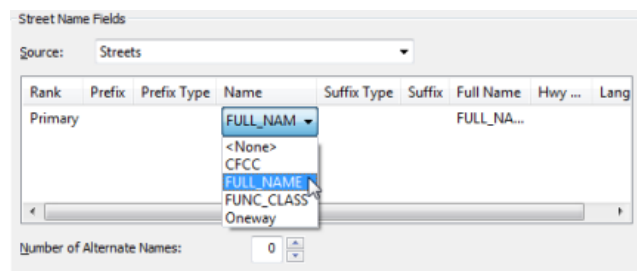 Street Name Fields
Source: Streets
Rank Prefix Prefix Type Name Suffix Type Suffix Full Name Hwy ... Lang
Primary FULL_NAM FULL_NA...
<None>
CFCC
FULL_NAME
FUNC_CLASS
Oneway
Number of Alternate Names: 0